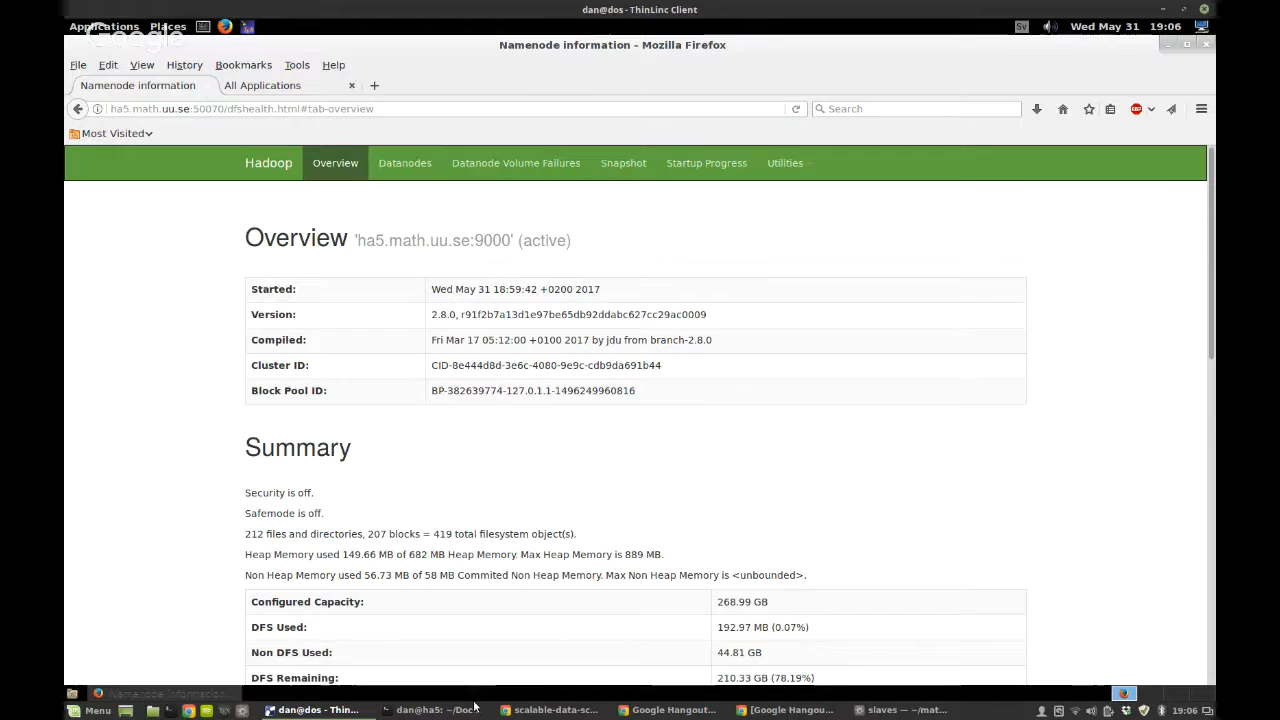 dan@dos - ThinLinc Client
Applications Places Sv Wed May 31 19:06
Google
Namenode information - Mozilla Firefox
File Edit View History Bookmarks Tools Help
Namenode information All Applications
ha5.math.uu.se:50070/dfshealth.html#tab-overview Search
Most Visited
Hadoop Overview Datanodes Datanode Volume Failures Snapshot Startup Progress Utilities
Overview 'ha5.math.uu.se:9000' (active)
Started: Wed May 31 18:59:42 +0200 2017
Version: 2.8.0, r91f2b7a13d1e97be65db92ddabc627cc29ac0009
Compiled: Fri Mar 17 05:12:00 +0100 2017 by jdu from branch-2.8.0
Cluster ID: CID-8e444d8d-3e6c-4080-9e9c-cdb9da691b44
Block Pool ID: BP-382639774-127.0.1.1-1496249960816
Summary
Security is off.
Safemode is off.
212 files and directories, 207 blocks = 419 total filesystem object(s).
Heap Memory used 149.66 MB of 682 MB Heap Memory. Max Heap Memory is 889 MB.
Non Heap Memory used 56.73 MB of 58 MB Commited Non Heap Memory. Max Non Heap Memory is <unbounded>.
Configured Capacity: 268.99 GB
DFS Used: 192.97 MB (0.07%)
Non DFS Used: 44.81 GB
DFS Remaining: 210.33 GB (78.19%)
Namenode information...
Menu dan@dos - Thin... dan@ha5: ~/Doc... scalable-data-sc... Google Hangout... [Google Hangou... slaves — ~/mat... 19:06